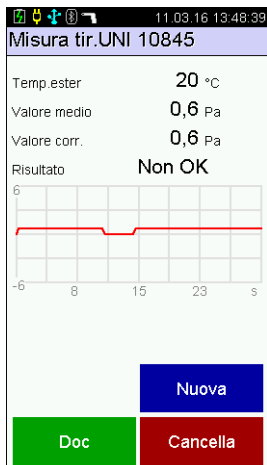 11.03.16 13:48:39
Misura tir.UNI 10845
Temp.ester 20 °C
Valore medio 0,6 Pa
Valore corr. 0,6 Pa
Risultato Non OK
6
-6 8 15 23 s
Nuova
Doc Cancella